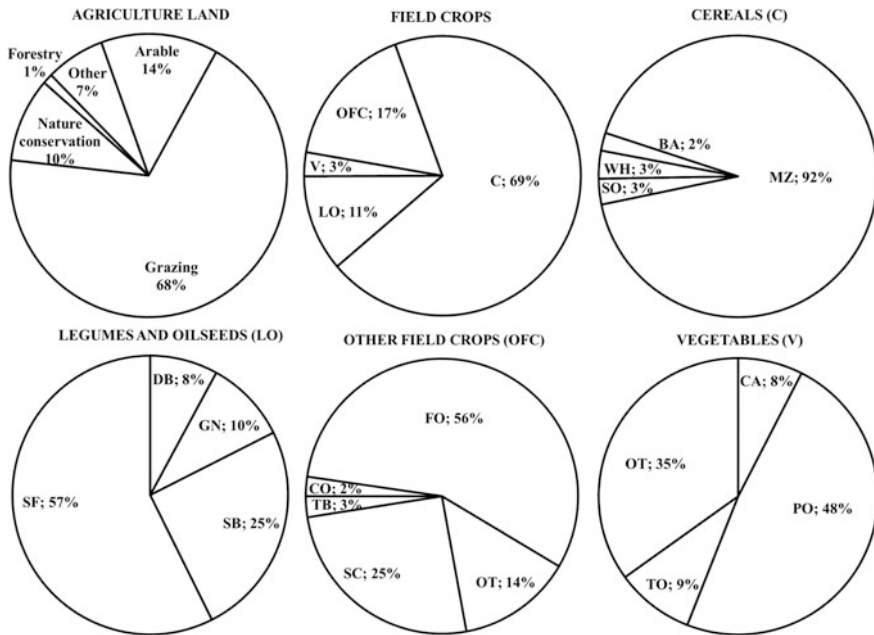 AGRICULTURE LAND
Forestry
1%
Other
7%
Arable
14%
Nature
conservation
10%
Grazing
68%
FIELD CROPS
OFC; 17%
V; 3%
LO; 11%
C; 69%
CEREALS (C)
BA; 2%
WH; 3%
SO; 3%
MZ; 92%
LEGUMES AND OILSEEDS (LO)
DB; 8%
GN; 10%
SF; 57%
SB; 25%
OTHER FIELD CROPS (OFC)
FO; 56%
CO; 2%
TB; 3%
SC; 25%
OT; 14%
VEGETABLES (V)
CA; 8%
OT; 35%
PO; 48%
TO; 9%